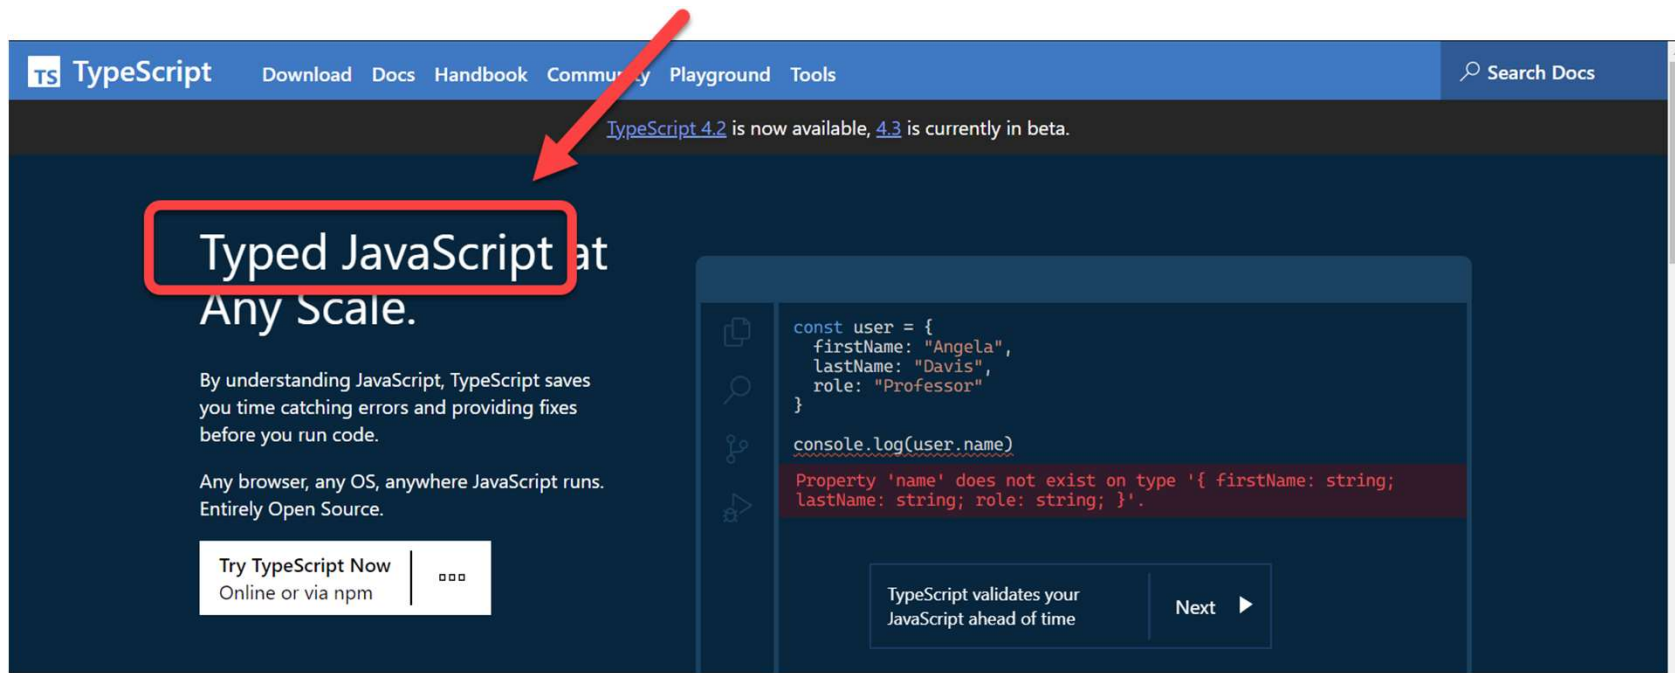 TS TypeScript Download Docs Handbook Community Playground Tools Search Docs
TypeScript 4.2 is now available, 4.3 is currently in beta.
Typed JavaScript at
Any Scale.
By understanding JavaScript, TypeScript saves
you time catching errors and providing fixes
before you run code.
Any browser, any OS, anywhere JavaScript runs.
Entirely Open Source.
Try TypeScript Now
Online or via npm
const user = {
firstName: "Angela",
lastName: "Davis",
role: "Professor"
}
console.log(user.name)
Property 'name' does not exist on type '{ firstName: string;
lastName: string; role: string; }'.
TypeScript validates your
JavaScript ahead of time
Next